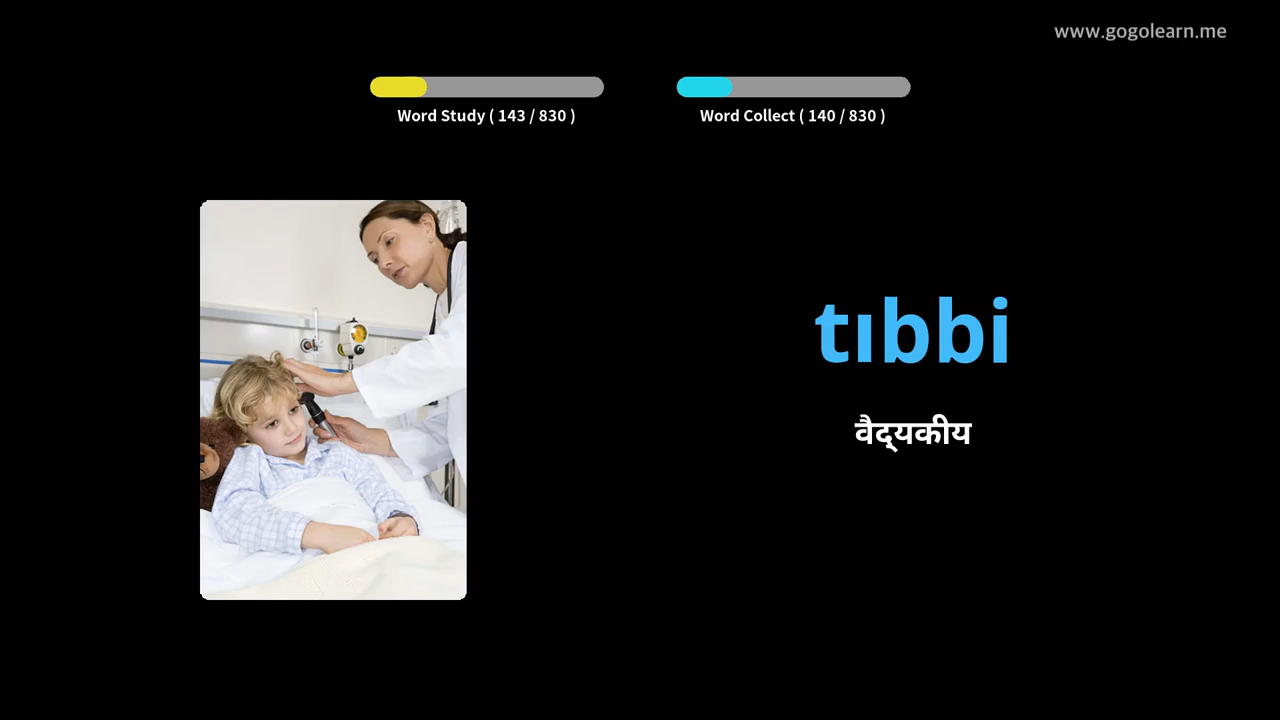 www.gogolearn.me
Word Study ( 143 / 830 )
Word Collect ( 140 / 830 )
tıbbi
वैद्यकीय